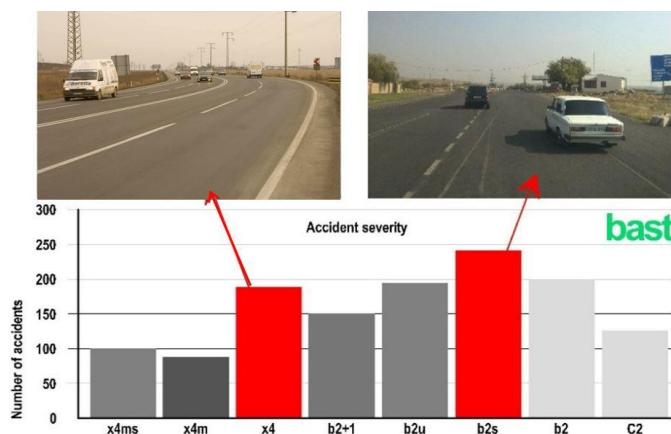 300
Accident severity
bast
250
200
150
100
50
0
Number of accidents
x4ms x4m x4 b2+1 b2u b2s b2 C2